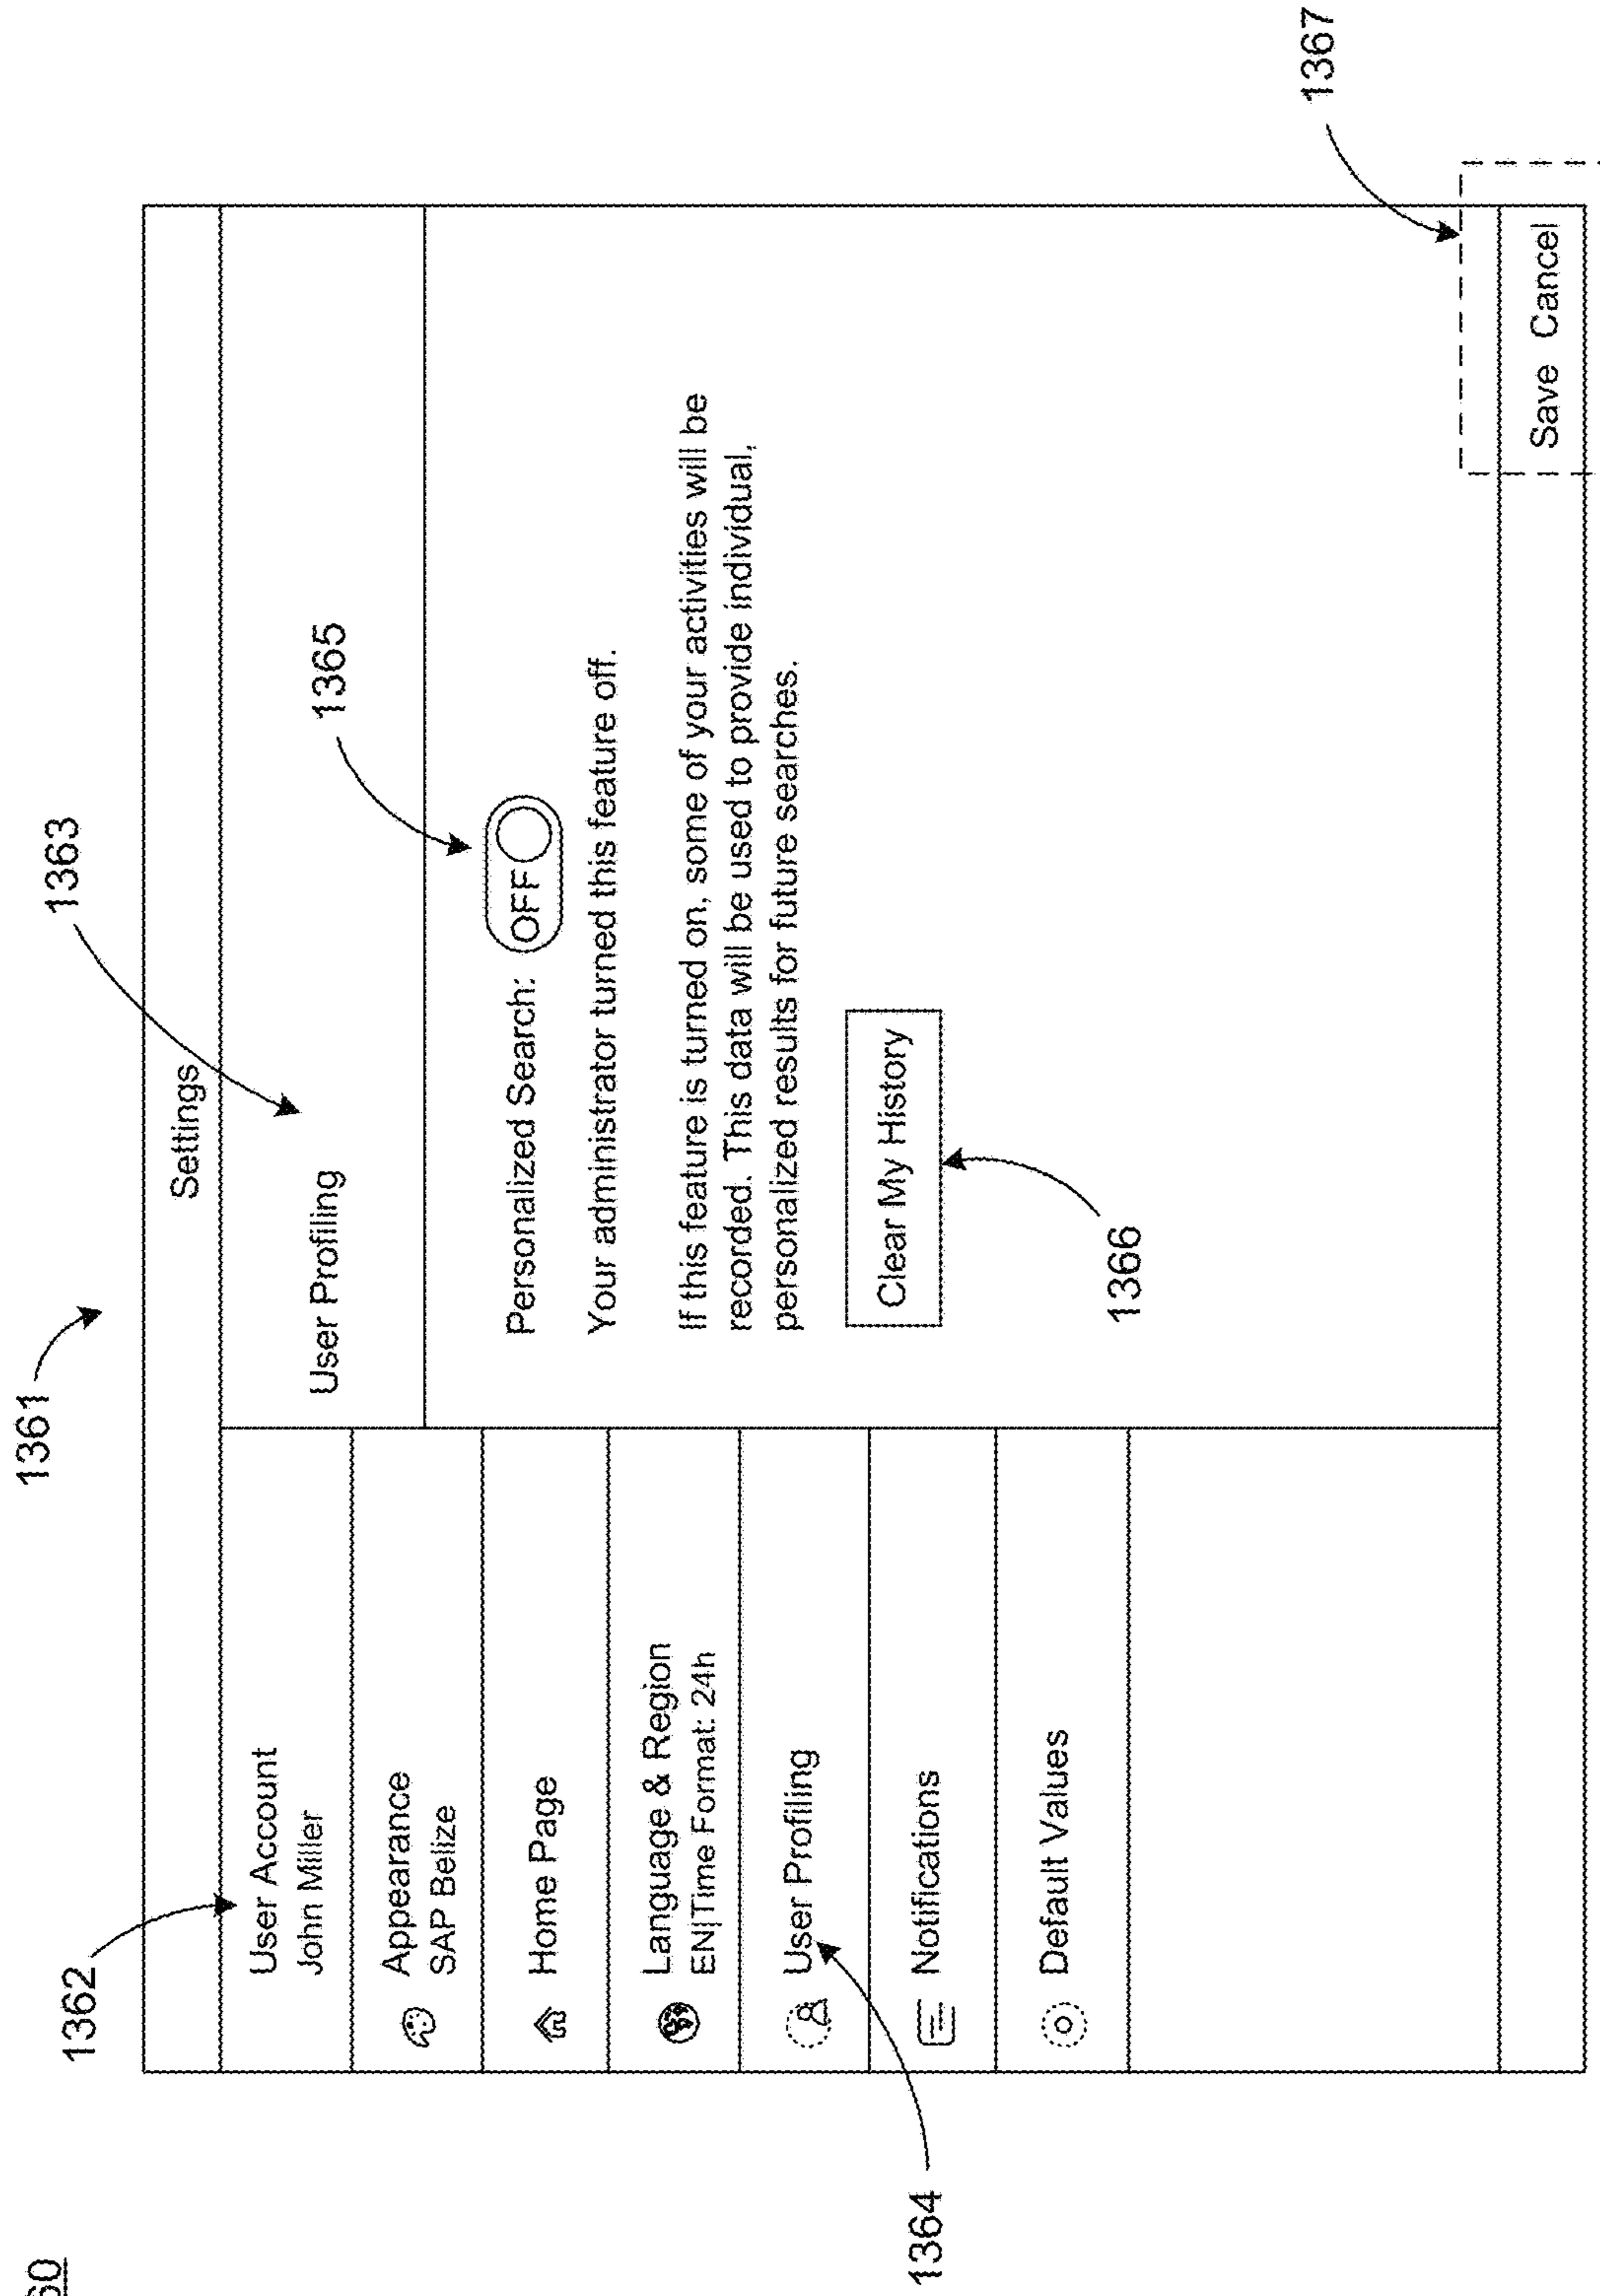 1361
1362
1363
Settings
User Account
John Miller
Appearance
SAP Belize
Home Page
Language & Region
EN|Time Format: 24h
User Profiling
Notifications
Default Values
1364
User Profiling
1365
Personalized Search: OFF
Your administrator turned this feature off.
If this feature is turned on, some of your activities will be
recorded. This data will be used to provide individual,
personalized results for future searches.
Clear My History
1366
1367
Save Cancel